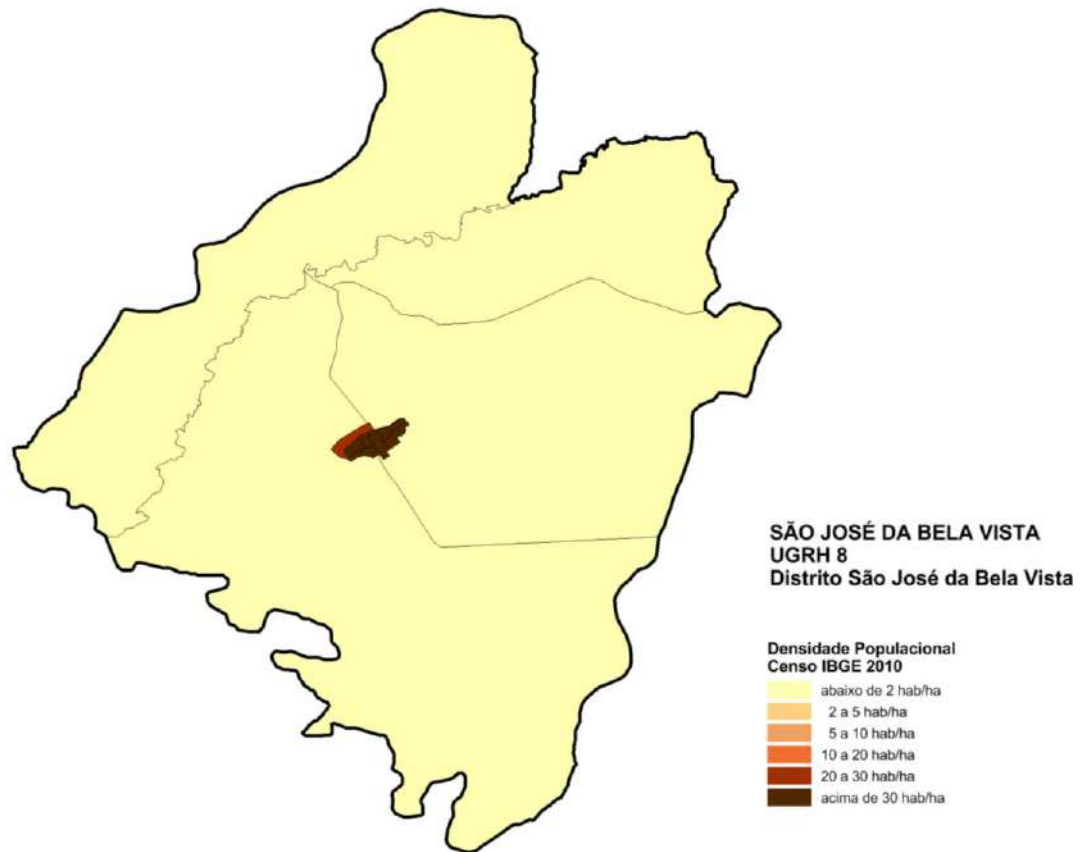 SÃO JOSÉ DA BELA VISTA
UGRH 8
Distrito São José da Bela Vista
Densidade Populacional
Censo IBGE 2010
abaixo de 2 hab/ha
2 a 5 hab/ha
5 a 10 hab/ha
10 a 20 hab/ha
20 a 30 hab/ha
acima de 30 hab/ha